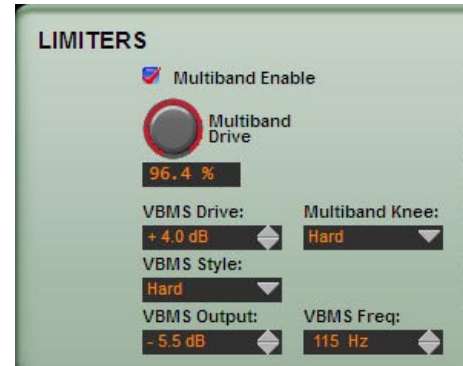 LIMITERS
Multiband Enable
Multiband
Drive
96.4 %
VBMS Drive: Multiband Knee:
+ 4.0 dB Hard
VBMS Style:
Hard
VBMS Output: VBMS Freq:
- 5.5 dB 115 Hz